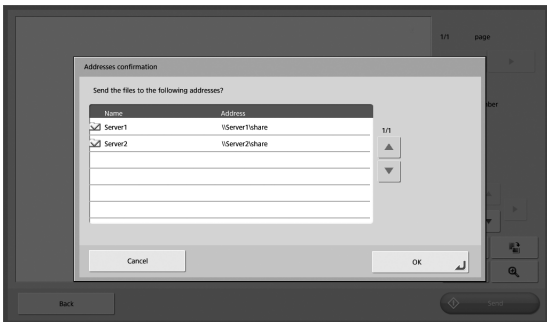 1/1 page
Addresses confirmation
Send the files to the following addresses?
Name Address
Server1 \\Server1\share
Server2 \\Server2\share
1/1
Cancel OK
Back Send